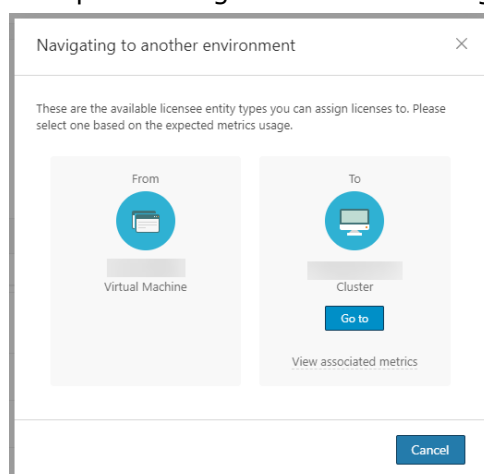 Navigating to another environment
These are the available licensee entity types you can assign licenses to. Please
select one based on the expected metrics usage.
From
To
Virtual Machine
Cluster
Go to
View associated metrics
Cancel